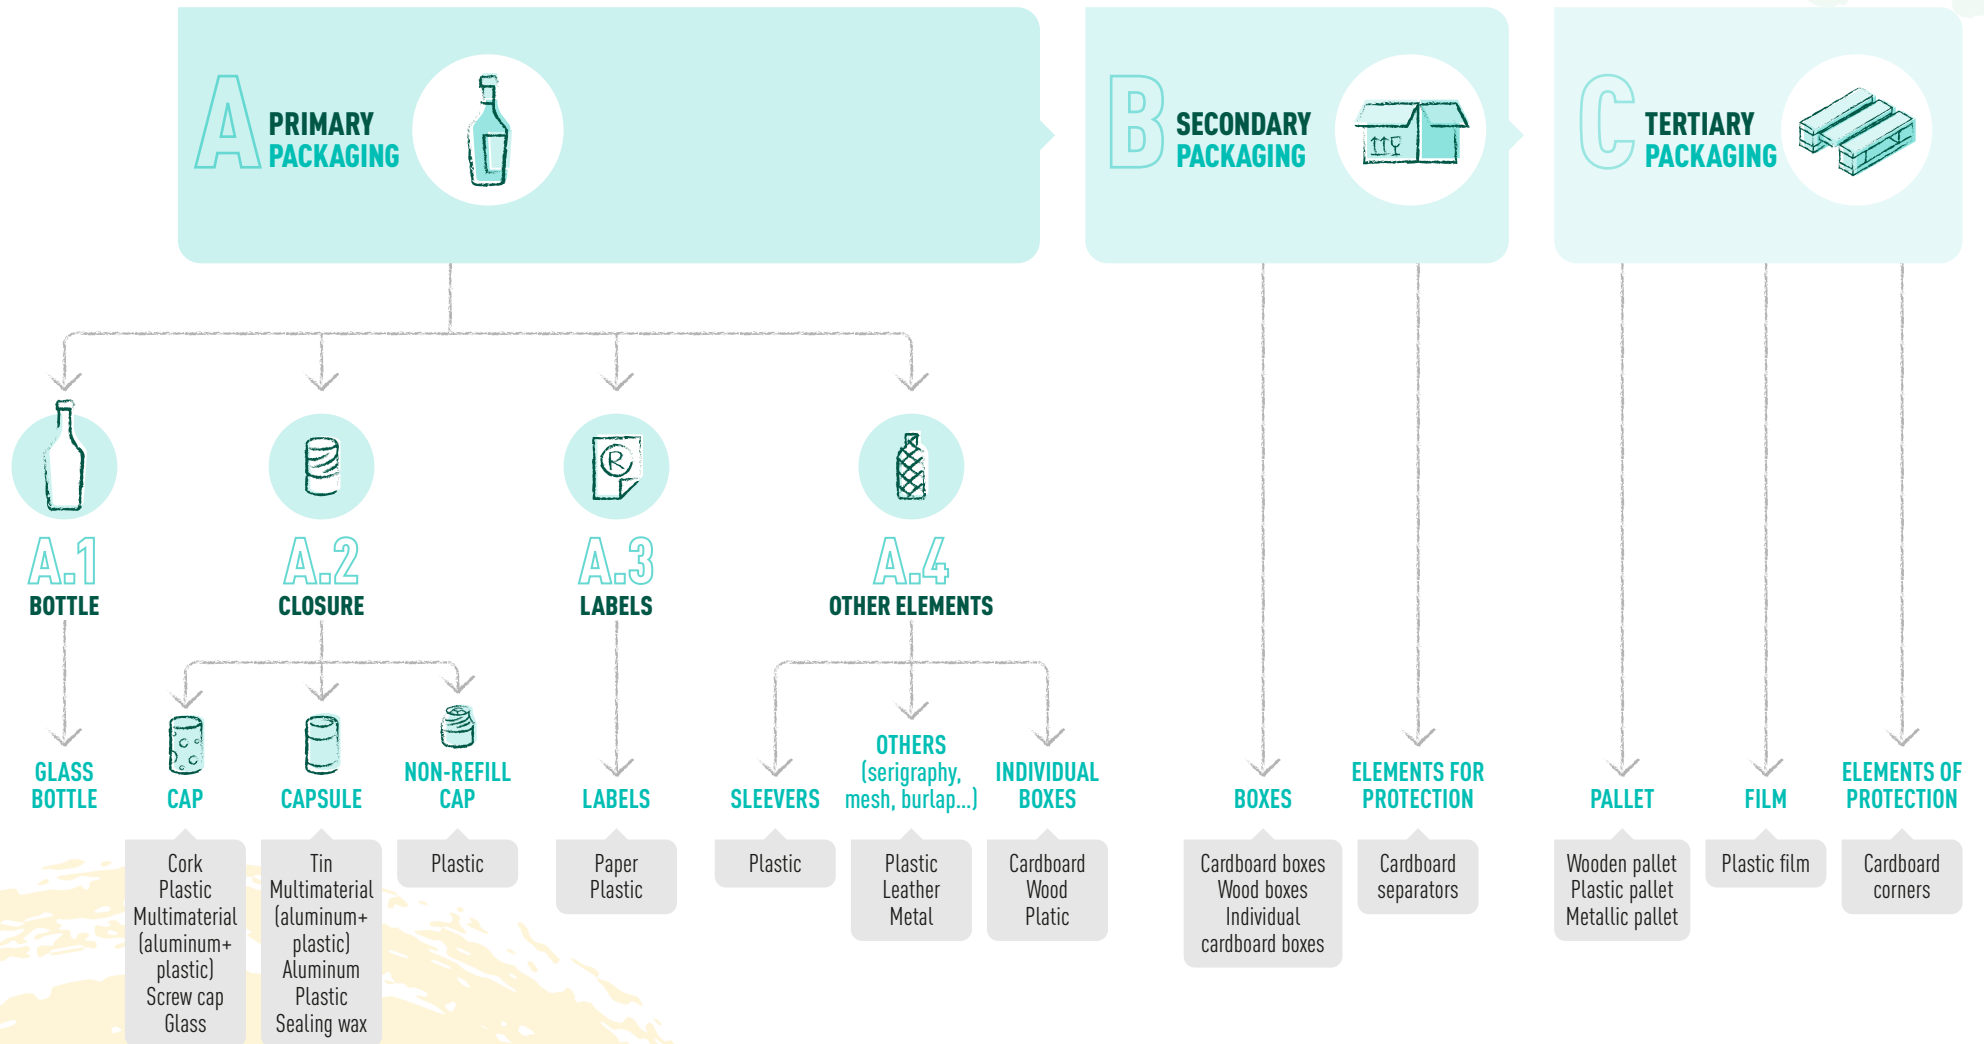 A
PRIMARY
PACKAGING
B
SECONDARY
PACKAGING
C
TERTIARY
PACKAGING
A.1
BOTTLE
A.2
CLOSURE
R
A.3
LABELS
A.4
OTHER ELEMENTS
GLASS
BOTTLE
CAP
Cork
Plastic
Multimaterial
(aluminum+
plastic)
Screw cap
Glass
CAPSULE
Tin
Multimaterial
(aluminum+
plastic)
Aluminum
Plastic
Sealing wax
NON-REFILL
CAP
Plastic
LABELS
Paper
Plastic
SLEEVERS
Plastic
OTHERS
(serigraphy,
mesh, burlap...)
Plastic
Leather
Metal
INDIVIDUAL
BOXES
Cardboard
Wood
Platic
BOXES
Cardboard boxes
Wood boxes
Individual
cardboard boxes
ELEMENTS FOR
PROTECTION
Cardboard
separators
PALLET
Wooden pallet
Plastic pallet
Metallic pallet
FILM
Plastic film
ELEMENTS OF
PROTECTION
Cardboard
corners